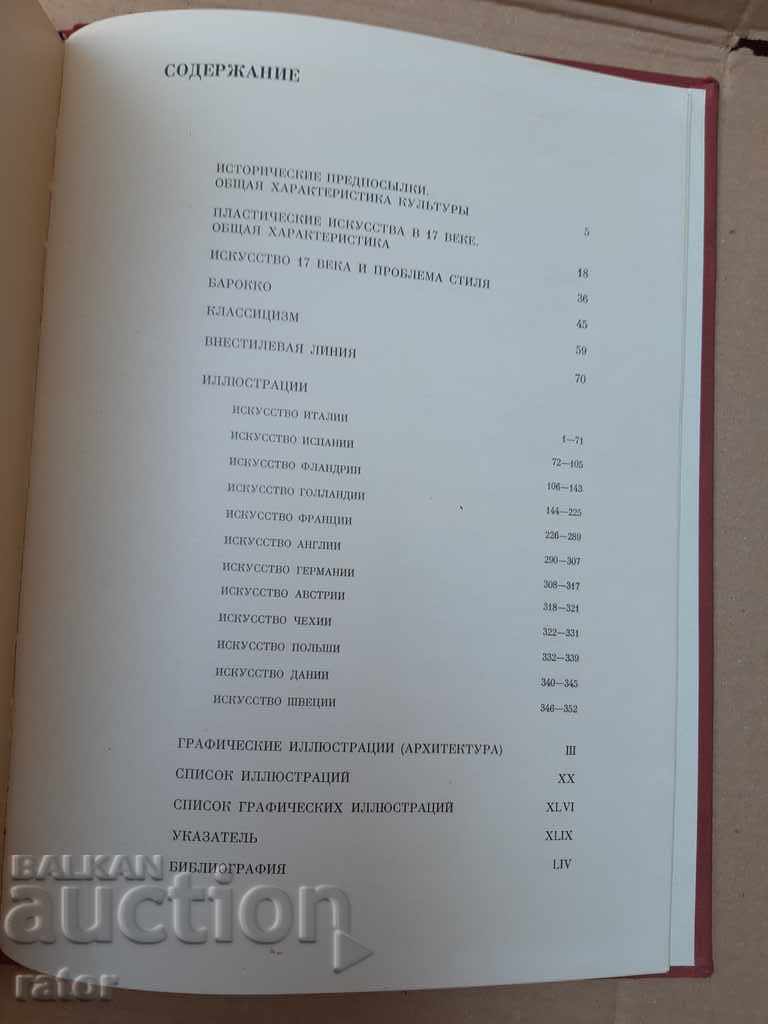 СОДЕРЖАНИЕ
ИСТОРИЧЕСКИЕ ПРЕДПОСЫЛКИ.
ОБЩАЯ ХАРАКТЕРИСТИКА КУЛЬТУРЫ 5
ПЛАСТИЧЕСКИЕ ИСКУССТВА В 17 ВЕКЕ.
ОБЩАЯ ХАРАКТЕРИСТИКА 18
ИСКУССТВО 17 ВЕКА И ПРОБЛЕМА СТИЛЯ 36
БАРОККО 45
КЛАССИЦИЗМ 59
ВНЕСТИЛЕВАЯ ЛИНИЯ 70
ИЛЛЮСТРАЦИИ
ИСКУССТВО ИТАЛИИ 1—71
ИСКУССТВО ИСПАНИИ 72—105
ИСКУССТВО ФЛАНДРИИ 106—143
ИСКУССТВО ГОЛЛАНДИИ 144—225
ИСКУССТВО ФРАНЦИИ 226—289
ИСКУССТВО АНГЛИИ 290—307
ИСКУССТВО ГЕРМАНИИ 308—317
ИСКУССТВО АВСТРИИ 318—321
ИСКУССТВО ЧЕХИИ 322—331
ИСКУССТВО ПОЛЬШИ 332—339
ИСКУССТВО ДАНИИ 340—345
ИСКУССТВО ШВЕЦИИ 346—352
ГРАФИЧЕСКИЕ ИЛЛЮСТРАЦИИ (АРХИТЕКТУРА) III
СПИСОК ИЛЛЮСТРАЦИЙ XX
СПИСОК ГРАФИЧЕСКИХ ИЛЛЮСТРАЦИЙ XLVI
УКАЗАТЕЛЬ XLIX
БИБЛИОГРАФИЯ LIV
BALKAN
auction
rator